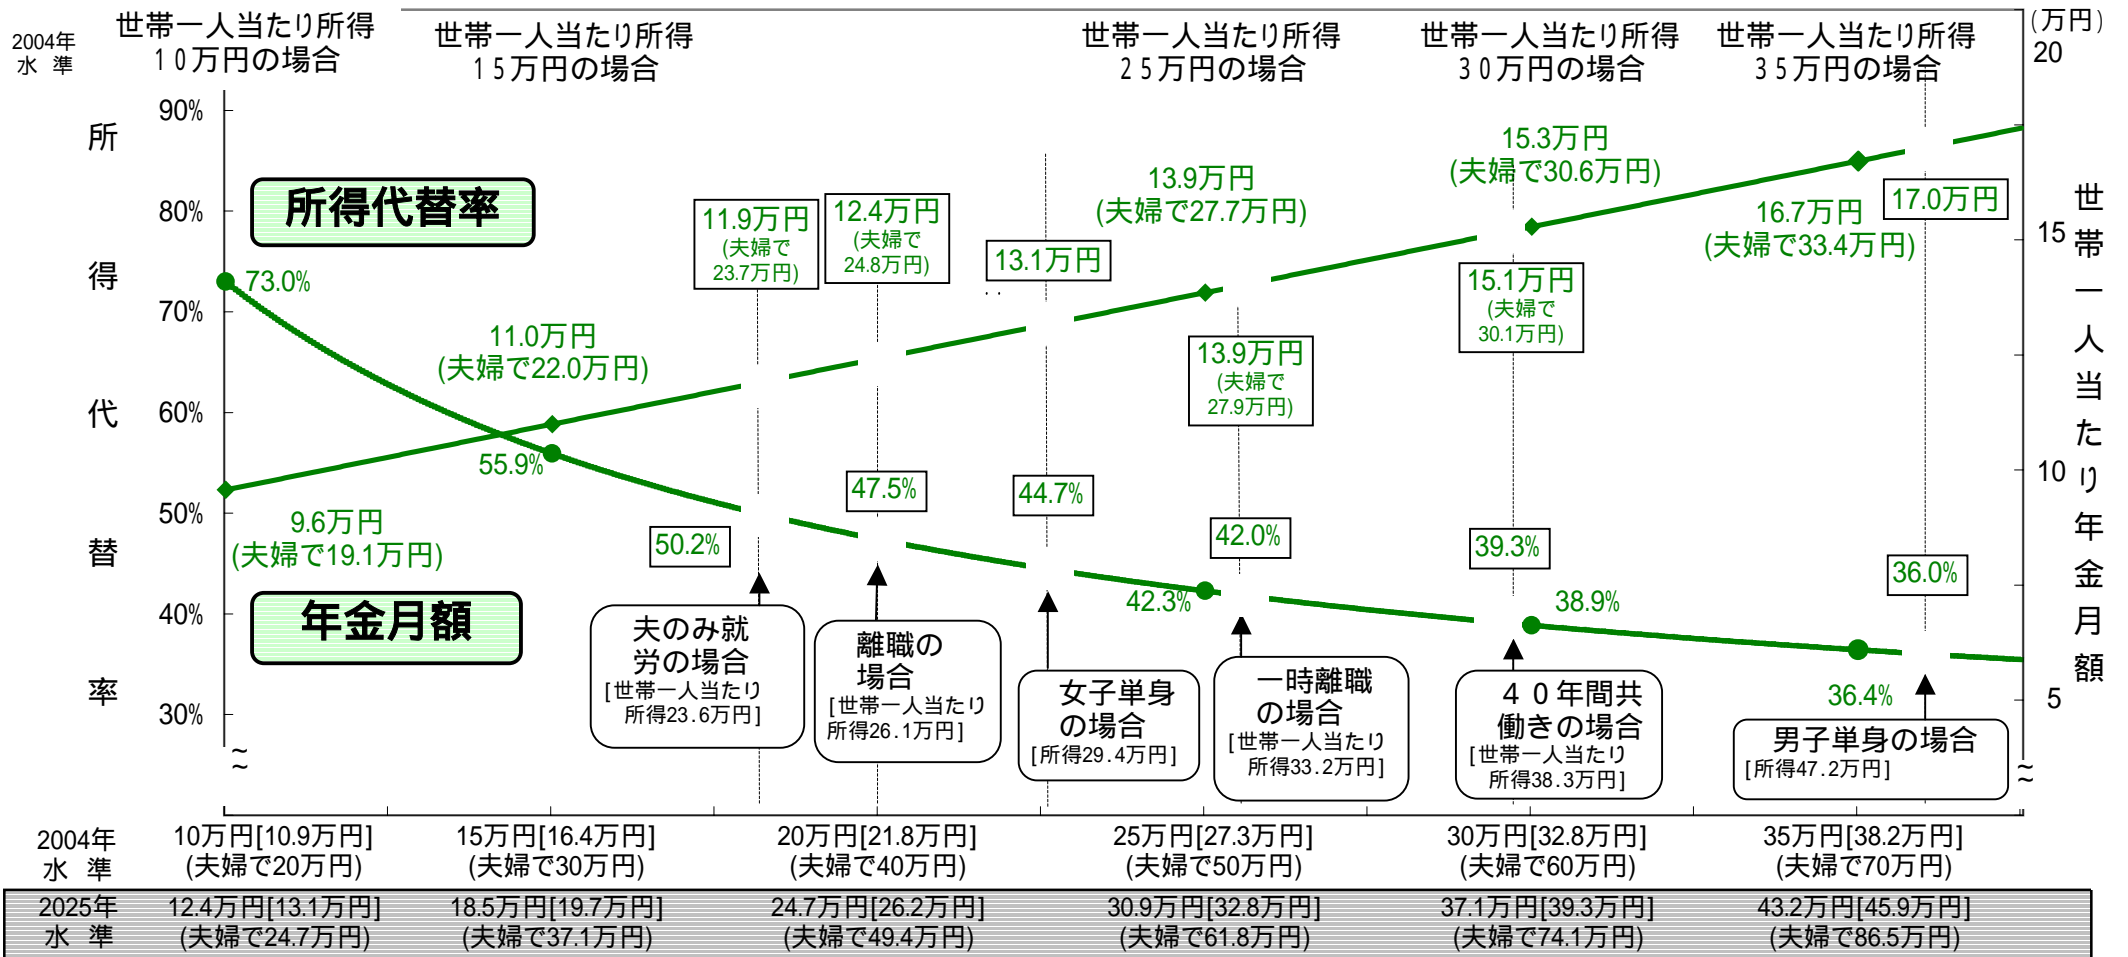 2004年
水 準
世帯一人当たり所得
10万円の場合
世帯一人当たり所得
15万円の場合
世帯一人当たり所得
25万円の場合
世帯一人当たり所得
30万円の場合
世帯一人当たり所得
35万円の場合
(万円)
20
15
10
5
世帯一人当たり年金月額
所得代替率
90%
80%
70%
60%
50%
40%
30%
所得代替率
年金月額
73.0%
9.6万円
(夫婦で19.1万円)
11.0万円
(夫婦で22.0万円)
55.9%
11.9万円
(夫婦で
23.7万円)
50.2%
夫のみ就
労の場合
[世帯一人当たり
所得23.6万円]
12.4万円
(夫婦で
24.8万円)
47.5%
離職の
場合
[世帯一人当たり
所得26.1万円]
13.1万円
44.7%
女子単身
の場合
[所得29.4万円]
13.9万円
(夫婦で27.7万円)
42.3%
13.9万円
(夫婦で
27.9万円)
42.0%
一時離職
の場合
[世帯一人当たり
所得33.2万円]
15.3万円
(夫婦で30.6万円)
15.1万円
(夫婦で
30.1万円)
39.3%
38.9%
40年間共
働きの場合
[世帯一人当たり
所得38.3万円]
16.7万円
(夫婦で33.4万円)
17.0万円
36.0%
36.4%
男子単身の場合
[所得47.2万円]
2004年
水 準
10万円[10.9万円]
(夫婦で20万円)
15万円[16.4万円]
(夫婦で30万円)
20万円[21.8万円]
(夫婦で40万円)
25万円[27.3万円]
(夫婦で50万円)
30万円[32.8万円]
(夫婦で60万円)
35万円[38.2万円]
(夫婦で70万円)
2025年
水 準
12.4万円[13.1万円]
(夫婦で24.7万円)
18.5万円[19.7万円]
(夫婦で37.1万円)
24.7万円[26.2万円]
(夫婦で49.4万円)
30.9万円[32.8万円]
(夫婦で61.8万円)
37.1万円[39.3万円]
(夫婦で74.1万円)
43.2万円[45.9万円]
(夫婦で86.5万円)